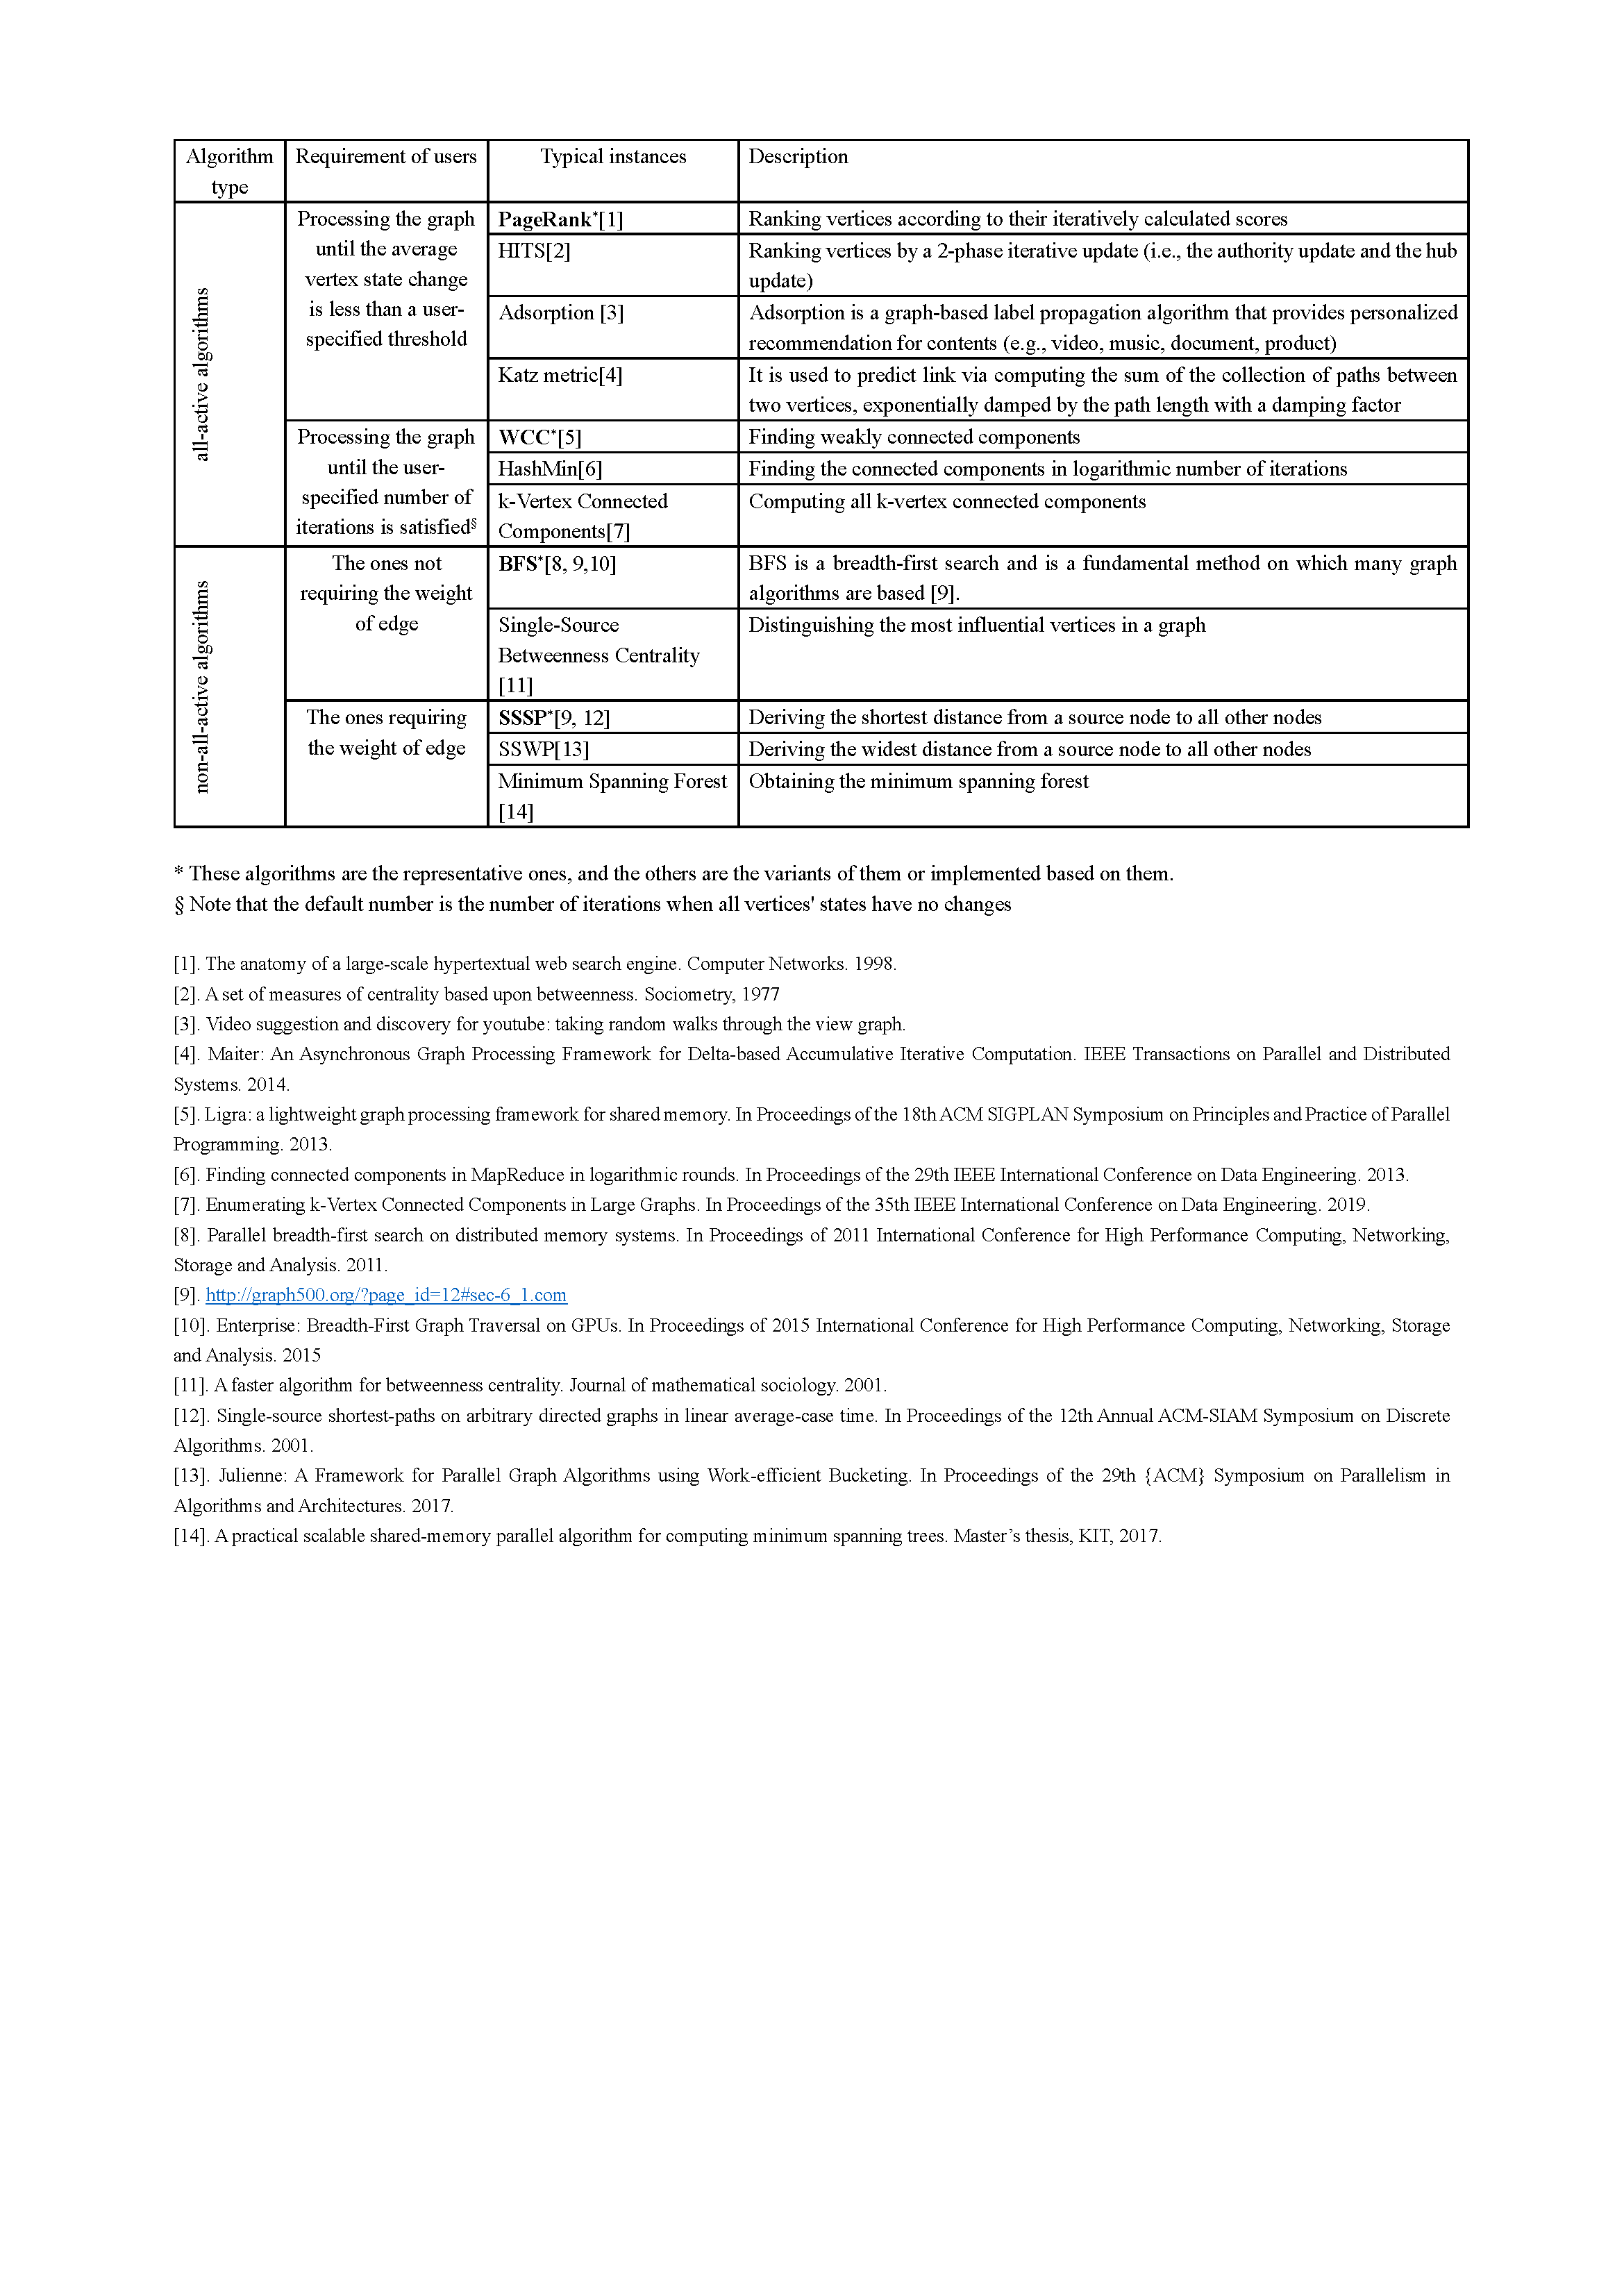 Algorithm type
Requirement of users
Typical instances
Description
all-active algorithms
Processing the graph
until the average
vertex state change
is less than a user-
specified threshold
PageRank*[1]
Ranking vertices according to their iteratively calculated scores
HITS[2]
Ranking vertices by a 2-phase iterative update (i.e., the authority update and the hub
update)
Adsorption [3]
Adsorption is a graph-based label propagation algorithm that provides personalized
recommendation for contents (e.g., video, music, document, product)
Katz metric[4]
It is used to predict link via computing the sum of the collection of paths between
two vertices, exponentially damped by the path length with a damping factor
Processing the graph
until the user-
specified number of
iterations is satisfied§
WCC*[5]
Finding weakly connected components
HashMin[6]
Finding the connected components in logarithmic number of iterations
k-Vertex Connected
Components[7]
Computing all k-vertex connected components
non-all-active algorithms
The ones not
requiring the weight
of edge
BFS*[8, 9,10]
BFS is a breadth-first search and is a fundamental method on which many graph
algorithms are based [9].
Single-Source
Betweenness Centrality
[11]
Distinguishing the most influential vertices in a graph
The ones requiring
the weight of edge
SSSP*[9, 12]
Deriving the shortest distance from a source node to all other nodes
SSWP[13]
Deriving the widest distance from a source node to all other nodes
Minimum Spanning Forest
[14]
Obtaining the minimum spanning forest
* These algorithms are the representative ones, and the others are the variants of them or implemented based on them.
§ Note that the default number is the number of iterations when all vertices' states have no changes
[1]. The anatomy of a large-scale hypertextual web search engine. Computer Networks. 1998.
[2]. A set of measures of centrality based upon betweenness. Sociometry, 1977
[3]. Video suggestion and discovery for youtube: taking random walks through the view graph.
[4]. Maiter: An Asynchronous Graph Processing Framework for Delta-based Accumulative Iterative Computation. IEEE Transactions on Parallel and Distributed
Systems. 2014.
[5]. Ligra: a lightweight graph processing framework for shared memory. In Proceedings of the 18th ACM SIGPLAN Symposium on Principles and Practice of Parallel
Programming. 2013.
[6]. Finding connected components in MapReduce in logarithmic rounds. In Proceedings of the 29th IEEE International Conference on Data Engineering. 2013.
[7]. Enumerating k-Vertex Connected Components in Large Graphs. In Proceedings of the 35th IEEE International Conference on Data Engineering. 2019.
[8]. Parallel breadth-first search on distributed memory systems. In Proceedings of 2011 International Conference for High Performance Computing, Networking,
Storage and Analysis. 2011.
[9]. http://graph500.org/?page_id=12#sec-6_1.com
[10]. Enterprise: Breadth-First Graph Traversal on GPUs. In Proceedings of 2015 International Conference for High Performance Computing, Networking, Storage
and Analysis. 2015
[11]. A faster algorithm for betweenness centrality. Journal of mathematical sociology. 2001.
[12]. Single-source shortest-paths on arbitrary directed graphs in linear average-case time. In Proceedings of the 12th Annual ACM-SIAM Symposium on Discrete
Algorithms. 2001.
[13]. Julienne: A Framework for Parallel Graph Algorithms using Work-efficient Bucketing. In Proceedings of the 29th {ACM} Symposium on Parallelism in
Algorithms and Architectures. 2017.
[14]. A practical scalable shared-memory parallel algorithm for computing minimum spanning trees. Master’s thesis, KIT, 2017.